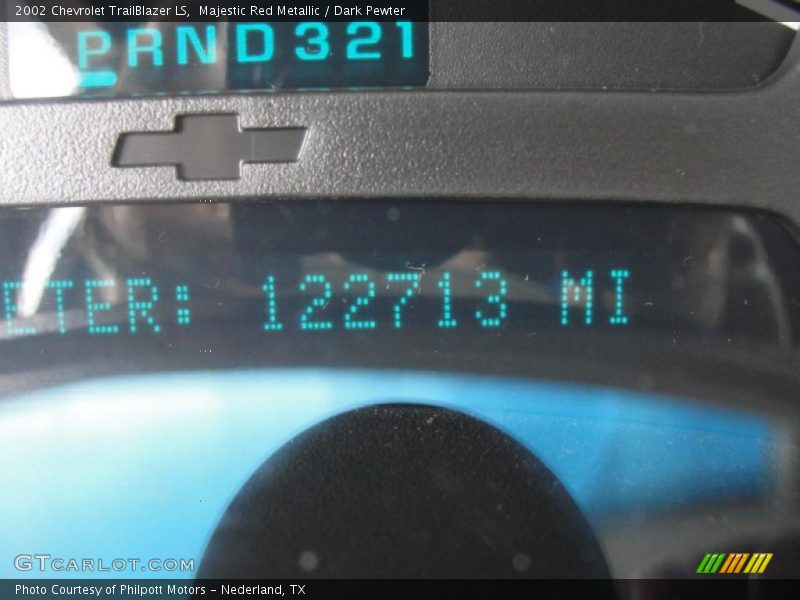 2002 Chevrolet TrailBlazer LS,  Majestic Red Metallic / Dark Pewter
PRND321
ETER: 122713 MI
GTCARLOT.COM
Photo Courtesy of Philpott Motors - Nederland, TX